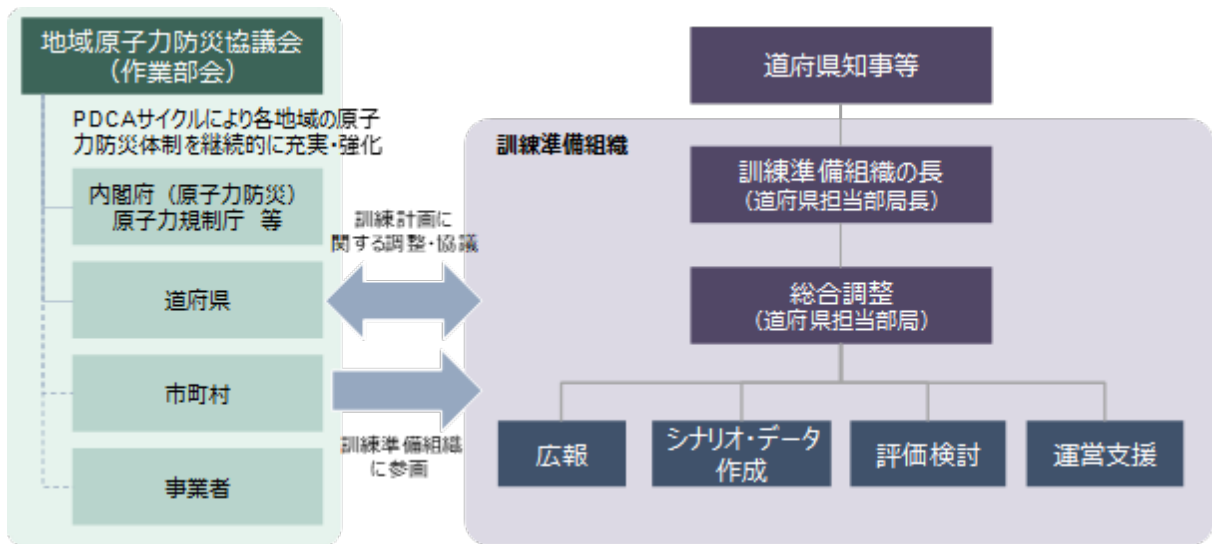 地域原子力防災協議会
（作業部会）
PDCAサイクルにより各地域の原子
力防災体制を継続的に充実・強化
内閣府（原子力防災）
原子力規制庁 等
道府県
市町村
事業者
訓練計画に
関する調整・協議
訓練準備組織
に参画
道府県知事等
訓練準備組織
訓練準備組織の長
（道府県担当部局長）
総合調整
（道府県担当部局）
広報
シナリオ・データ
作成
評価検討
運営支援